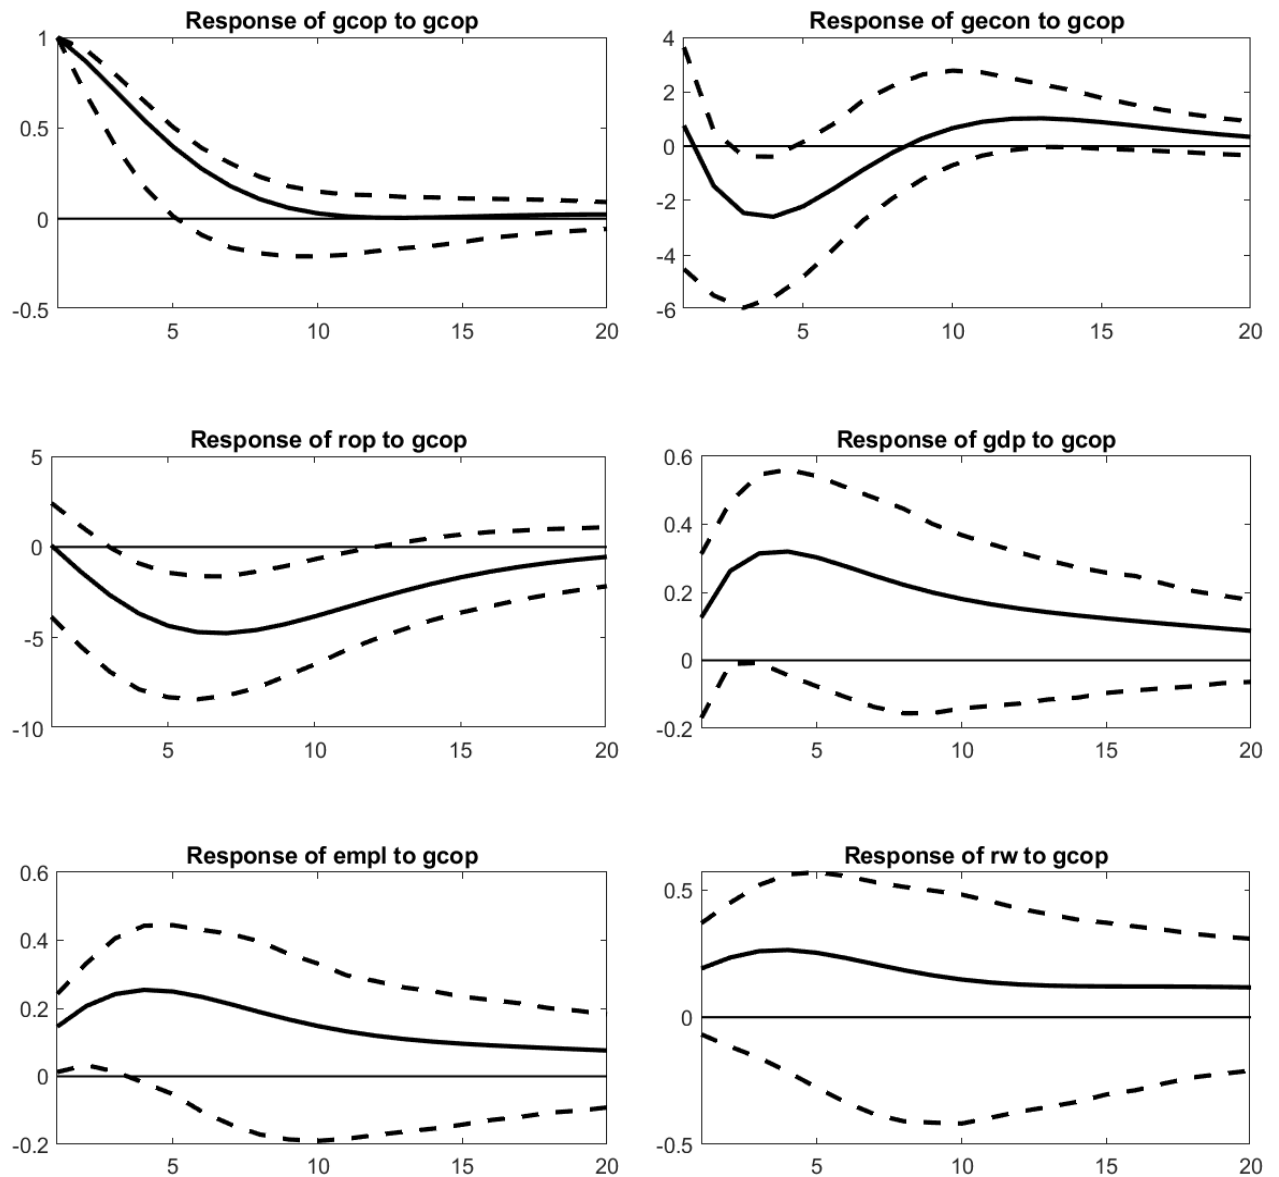 Response of gcop to gcop
1
0.5
0
-0.5
5 10 15 20
Response of gecon to gcop
4
2
0
-2
-4
-6
5 10 15 20
Response of rop to gcop
5
0
-5
-10
5 10 15 20
Response of gdp to gcop
0.6
0.4
0.2
0
-0.2
5 10 15 20
Response of empl to gcop
0.6
0.4
0.2
0
-0.2
5 10 15 20
Response of rw to gcop
0.5
0
-0.5
5 10 15 20